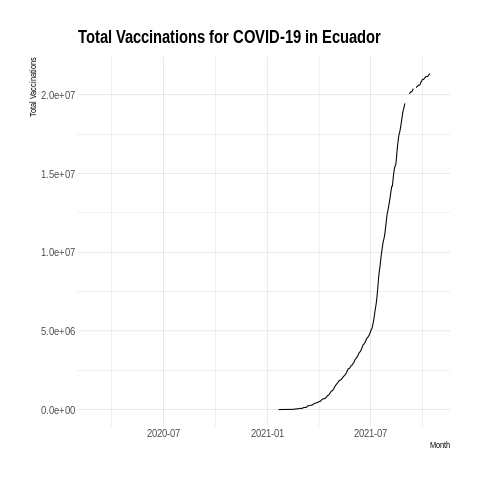 Total Vaccinations for COVID-19 in Ecuador
Total Vaccinations
2.0e+07
1.5e+07
1.0e+07
5.0e+06
0.0e+00
2020-07 2021-01 2021-07
Month